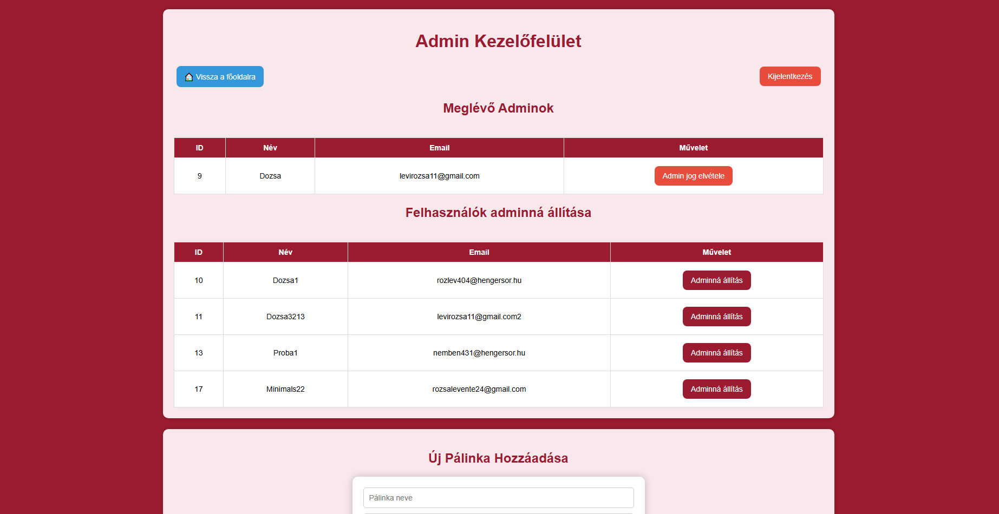 Admin Kezelőfelület
🏠 Vissza a főoldalra
Kijelentkezés
Meglévő Adminok
ID Név Email Művelet
9 Dozsa levirozsa11@gmail.com Admin jog elvétele
Felhasználók adminná állítása
ID Név Email Művelet
10 Dozsa1 rozlev404@hengersor.hu Adminná állítás
11 Dozsa3213 levirozsa11@gmail.com2 Adminná állítás
13 Proba1 nemben431@hengersor.hu Adminná állítás
17 Minimals22 rozsalevente24@gmail.com Adminná állítás
Új Pálinka Hozzáadása
Pálinka neve